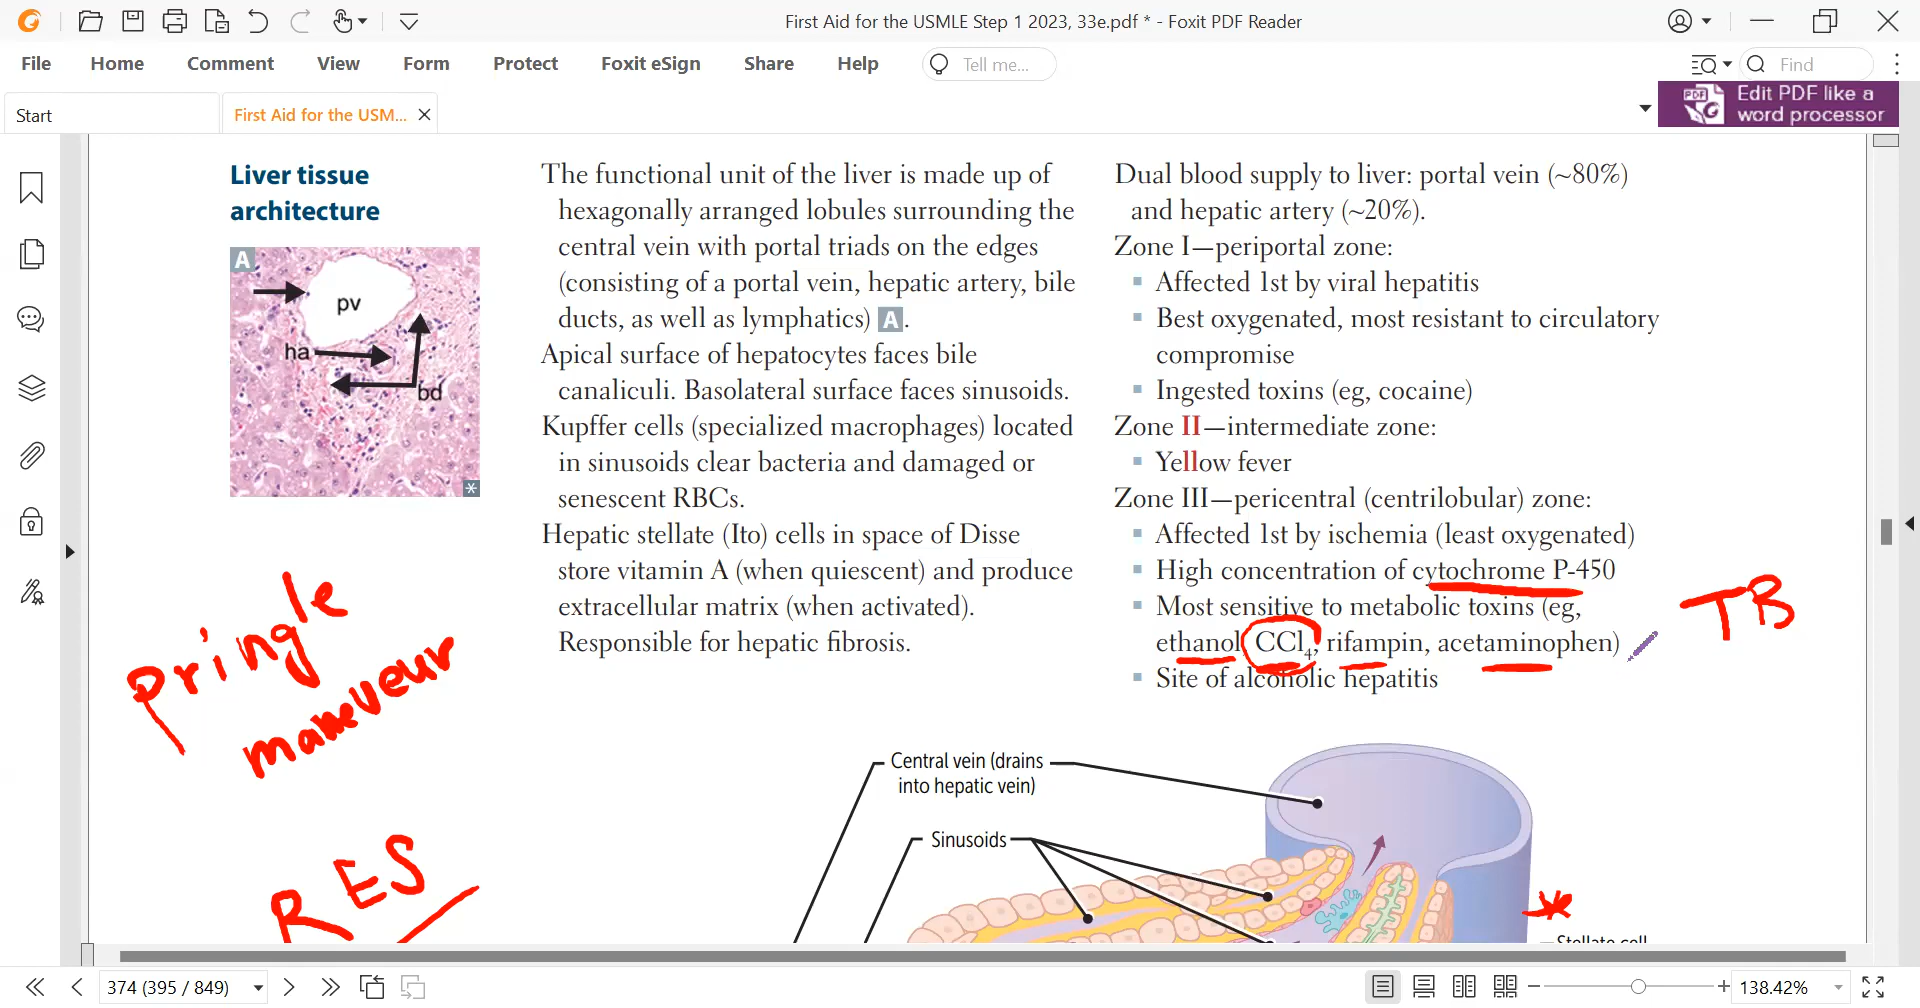 First Aid for the USMLE Step 1 2023, 33e.pdf * - Foxit PDF Reader
File Home Comment View Form Protect Foxit eSign Share Help Tell me... Find
Start First Aid for the USM...
Edit PDF like a
word processor
Liver tissue
architecture
A
pv
ha
bd
*
The functional unit of the liver is made up of
hexagonally arranged lobules surrounding the
central vein with portal triads on the edges
(consisting of a portal vein, hepatic artery, bile
ducts, as well as lymphatics) A.
Apical surface of hepatocytes faces bile
canaliculi. Basolateral surface faces sinusoids.
Kupffer cells (specialized macrophages) located
in sinusoids clear bacteria and damaged or
senescent RBCs.
Hepatic stellate (Ito) cells in space of Disse
store vitamin A (when quiescent) and produce
extracellular matrix (when activated).
Responsible for hepatic fibrosis.
Dual blood supply to liver: portal vein (~80%)
and hepatic artery (~20%).
Zone I—periportal zone:
▪ Affected 1st by viral hepatitis
▪ Best oxygenated, most resistant to circulatory
compromise
▪ Ingested toxins (eg, cocaine)
Zone II—intermediate zone:
▪ Yellow fever
Zone III—pericentral (centrilobular) zone:
▪ Affected 1st by ischemia (least oxygenated)
▪ High concentration of cytochrome P-450
▪ Most sensitive to metabolic toxins (eg,
ethanol, CCl4, rifampin, acetaminophen)
▪ Site of alcoholic hepatitis
TB
Pringle
maneveur
RES
Central vein (drains
into hepatic vein)
Sinusoids
Stellate cell
374 (395 / 849)
138.42%